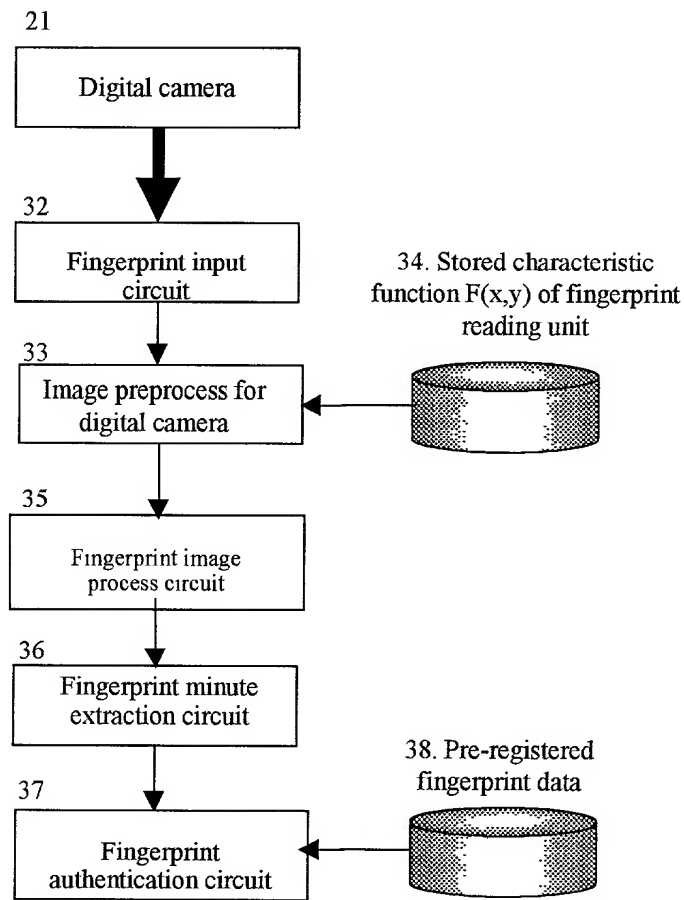 21
Digital camera
32
Fingerprint input
circuit
34. Stored characteristic
function F(x,y) of fingerprint
reading unit
33
Image preprocess for
digital camera
35
Fingerprint image
process circuit
36
Fingerprint minute
extraction circuit
38. Pre-registered
fingerprint data
37
Fingerprint
authentication circuit